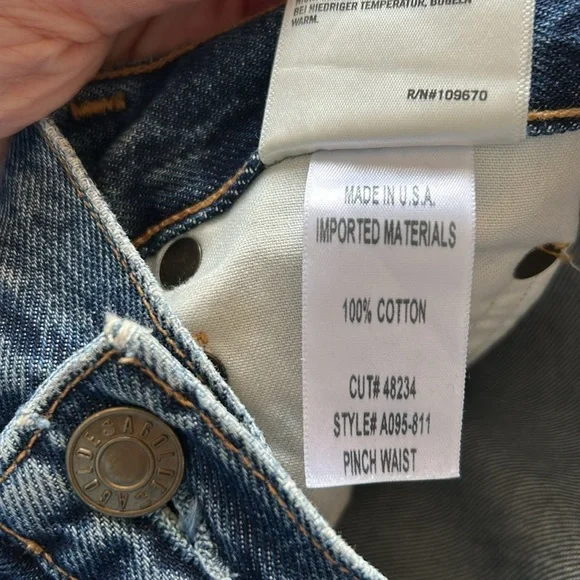 BEI NIEDRIGER TEMPERATUR, BÜGELN
WARM.
R/N#109670
MADE IN U.S.A.
IMPORTED MATERIALS
100% COTTON
CUT# 48234
STYLE# A095-811
PINCH WAIST
AGOLDE